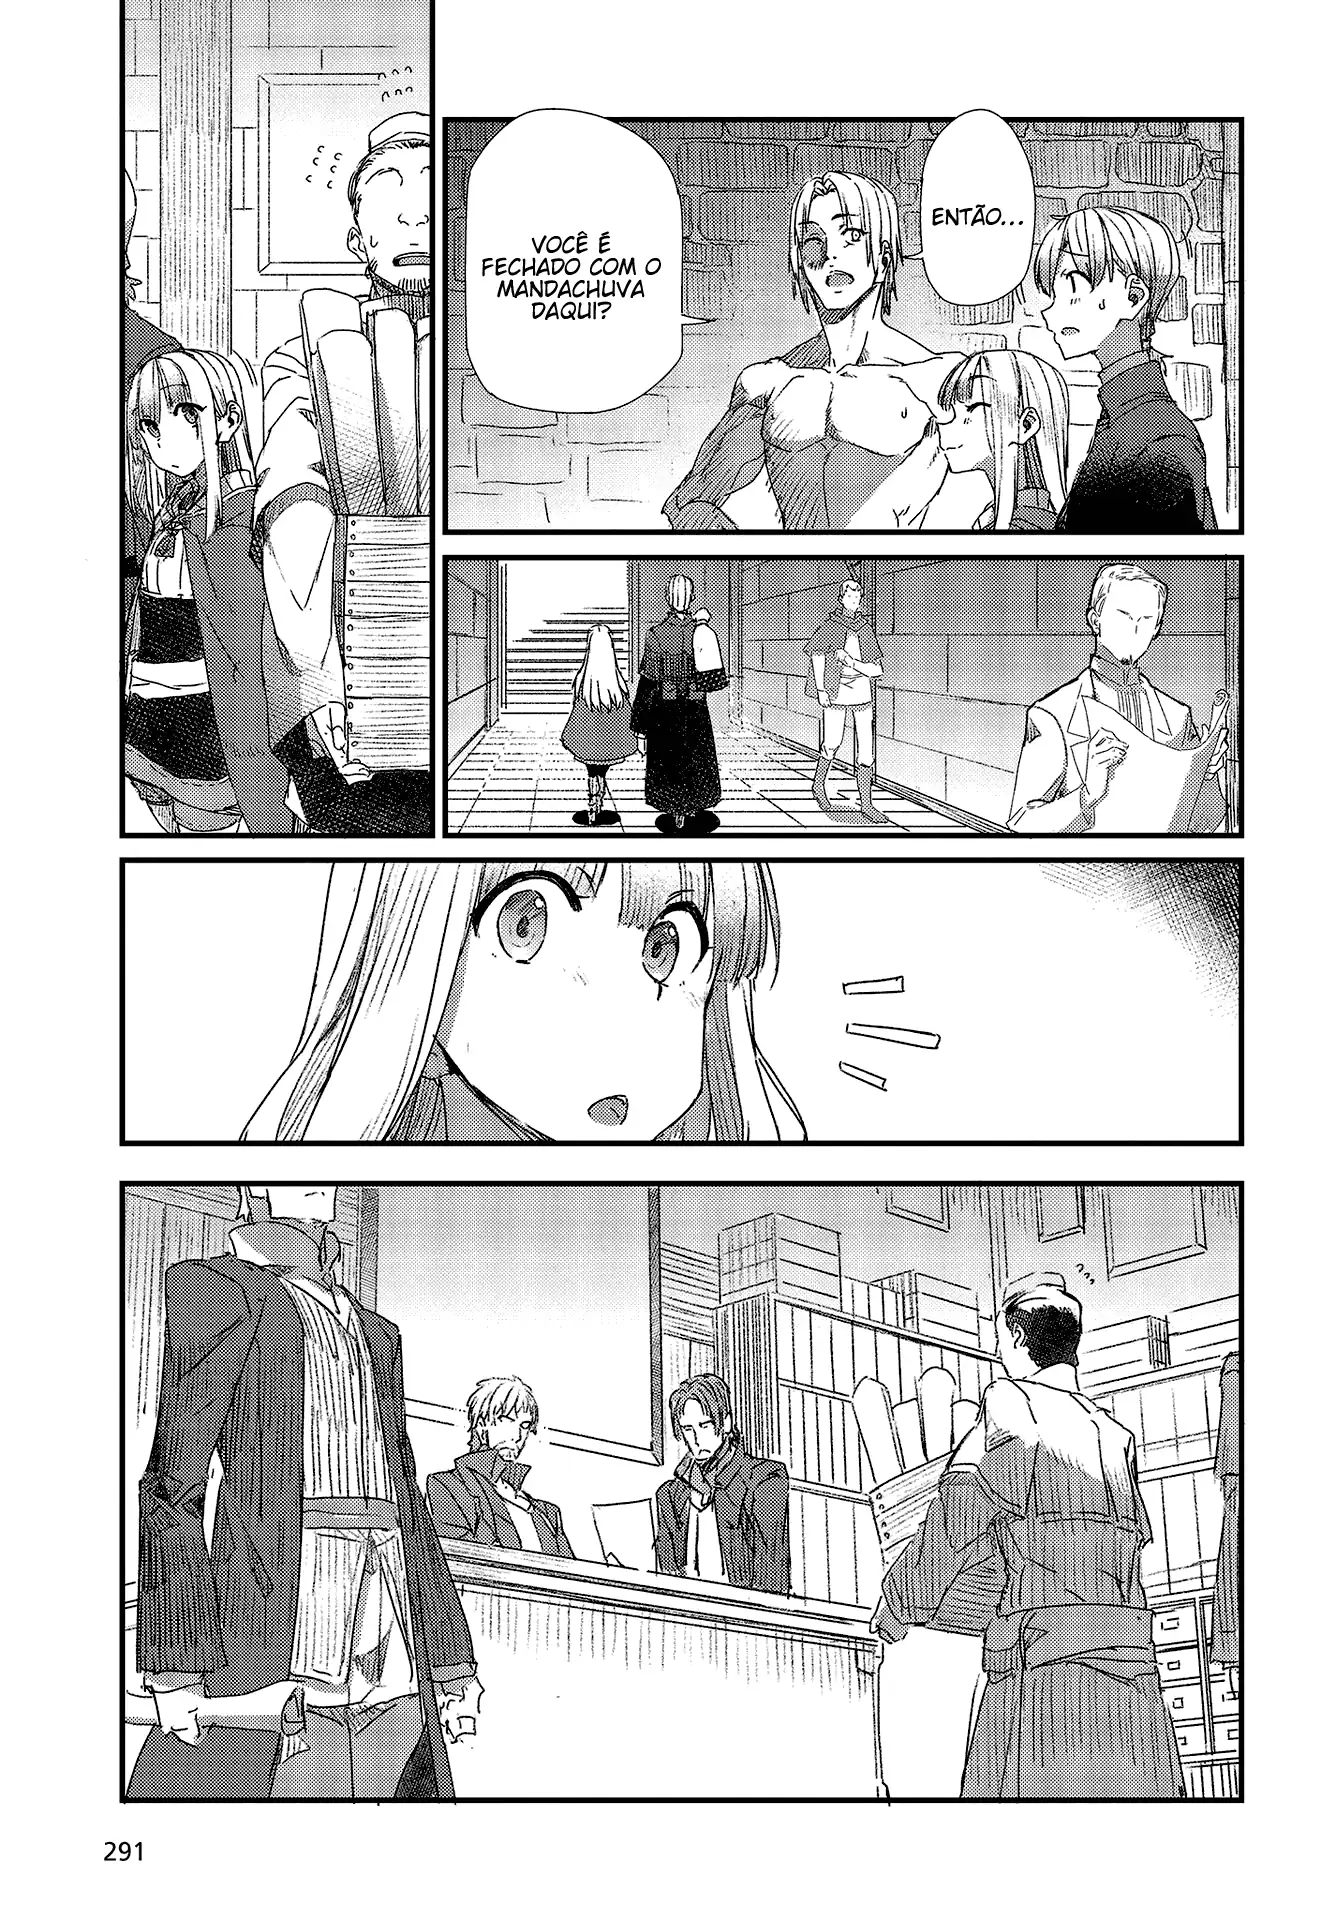 ENTÃO...
VOCÊ É
FECHADO COM O
MANDACHUVA
DAQUI?
291